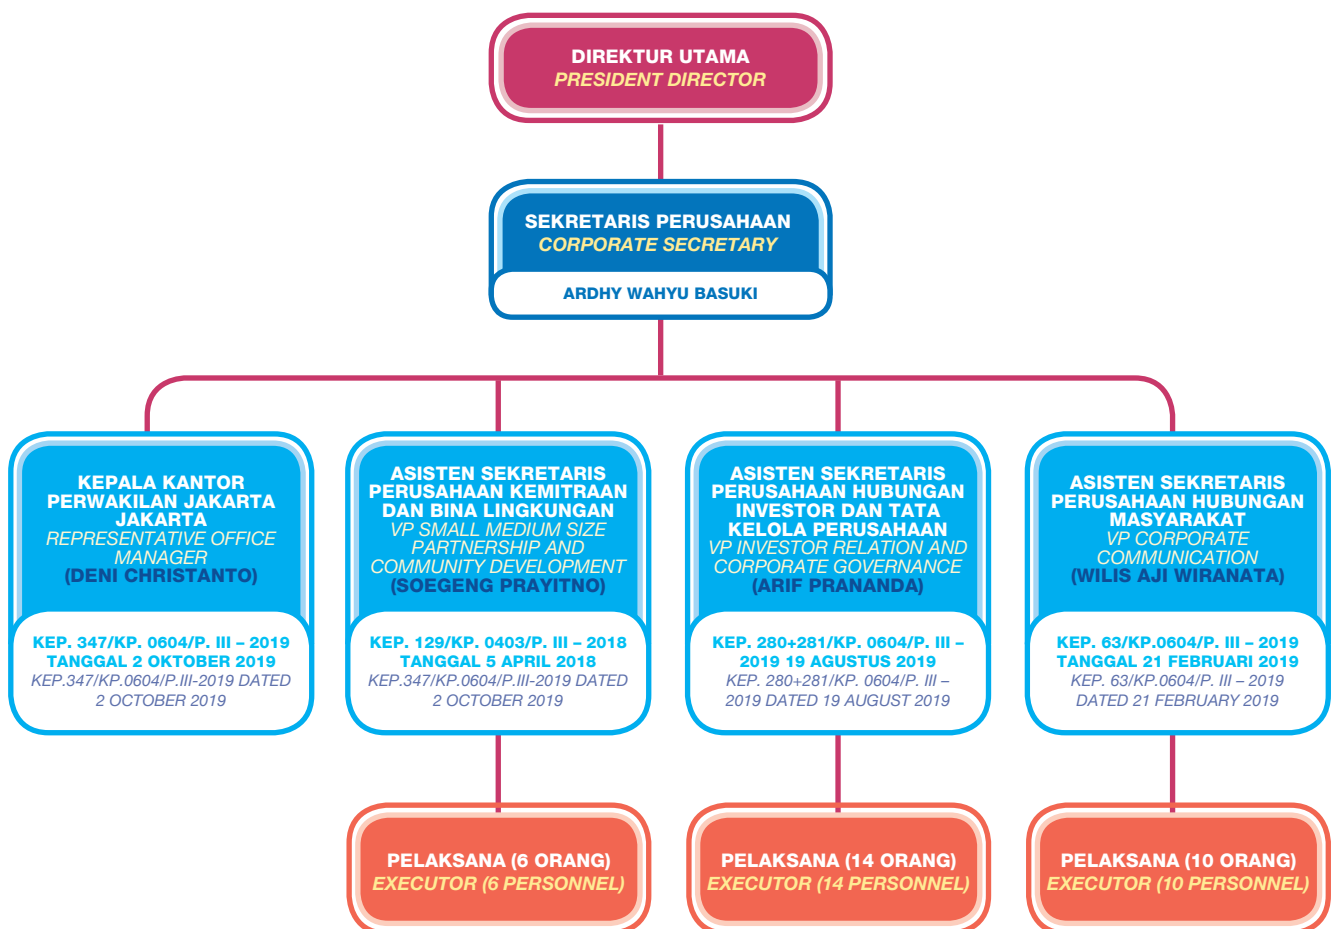 DIREKTUR UTAMA
PRESIDENT DIRECTOR
SEKRETARIS PERUSAHAAN
CORPORATE SECRETARY
ARDHY WAHYU BASUKI
KEPALA KANTOR
PERWAKILAN JAKARTA
JAKARTA
REPRESENTATIVE OFFICE
MANAGER
(DENI CHRISTANTO)
KEP. 347/KP. 0604/P. III – 2019
TANGGAL 2 OKTOBER 2019
KEP.347/KP.0604/P.III-2019 DATED
2 OCTOBER 2019
ASISTEN SEKRETARIS
PERUSAHAAN KEMITRAAN
DAN BINA LINGKUNGAN
VP SMALL MEDIUM SIZE
PARTNERSHIP AND
COMMUNITY DEVELOPMENT
(SOEGENG PRAYITNO)
KEP. 129/KP. 0403/P. III – 2018
TANGGAL 5 APRIL 2018
KEP.347/KP.0604/P.III-2019 DATED
2 OCTOBER 2019
ASISTEN SEKRETARIS
PERUSAHAAN HUBUNGAN
INVESTOR DAN TATA
KELOLA PERUSAHAAN
VP INVESTOR RELATION AND
CORPORATE GOVERNANCE
(ARIF PRANANDA)
KEP. 280+281/KP. 0604/P. III –
2019 19 AGUSTUS 2019
KEP. 280+281/KP. 0604/P. III –
2019 DATED 19 AUGUST 2019
ASISTEN SEKRETARIS
PERUSAHAAN HUBUNGAN
MASYARAKAT
VP CORPORATE
COMMUNICATION
(WILIS AJI WIRANATA)
KEP. 63/KP.0604/P. III – 2019
TANGGAL 21 FEBRUARI 2019
KEP. 63/KP.0604/P. III – 2019
DATED 21 FEBRUARY 2019
PELAKSANA (6 ORANG)
EXECUTOR (6 PERSONNEL)
PELAKSANA (14 ORANG)
EXECUTOR (14 PERSONNEL)
PELAKSANA (10 ORANG)
EXECUTOR (10 PERSONNEL)